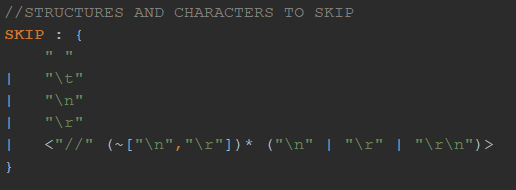 //STRUCTURES AND CHARACTERS TO SKIP
SKIP : {
    " "
|   "\t"
|   "\n"
|   "\r"
|   <"//" (~["\n","\r"])* ("\n" | "\r" | "\r\n")>
}